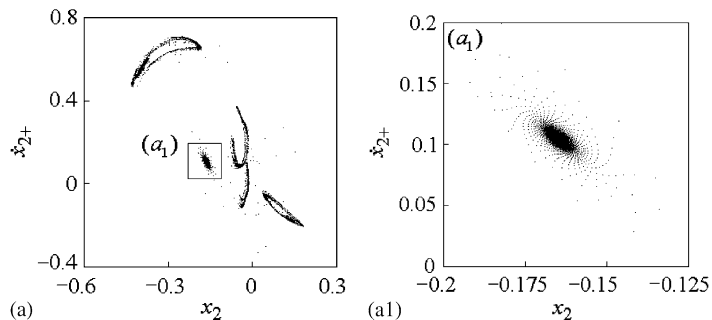 0.8
0.4
0
−0.4
ẋ₂₊
(a₁)
−0.6
−0.3
0
0.3
(a)
x₂
(a₁)
0.2
0.15
0.1
0.05
0
ẋ₂₊
−0.2
−0.175
−0.15
−0.125
(a1)
x₂